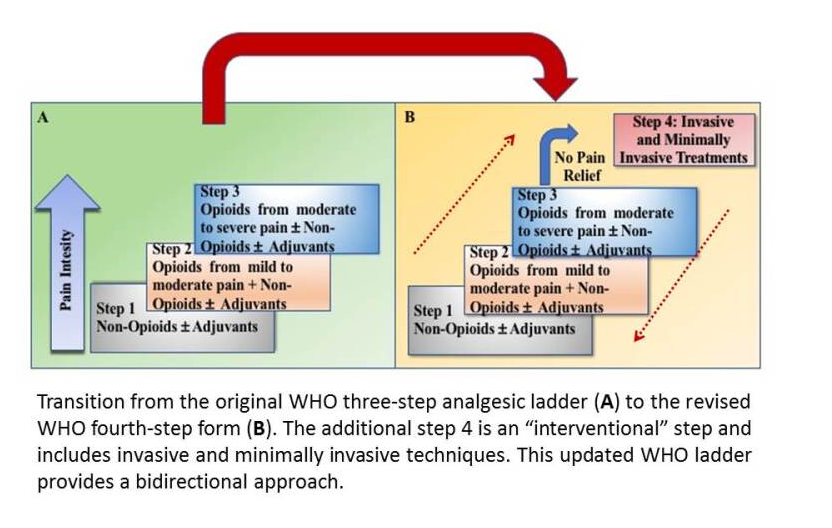 A
Pain Intesity
Step 3
Opioids from moderate
to severe pain ± Non-
Opioids ± Adjuvants
Step 2
Opioids from mild to
moderate pain + Non-
Opioids ± Adjuvants
Step 1
Non-Opioids ± Adjuvants
B
Step 4: Invasive
and Minimally
Invasive Treatments
No Pain
Relief
Step 3
Opioids from moderate
to severe pain ± Non-
Opioids ± Adjuvants
Step 2
Opioids from mild to
moderate pain + Non-
Opioids ± Adjuvants
Step 1
Non-Opioids ± Adjuvants
Transition from the original WHO three-step analgesic ladder (A) to the revised
WHO fourth-step form (B). The additional step 4 is an “interventional” step and
includes invasive and minimally invasive techniques. This updated WHO ladder
provides a bidirectional approach.